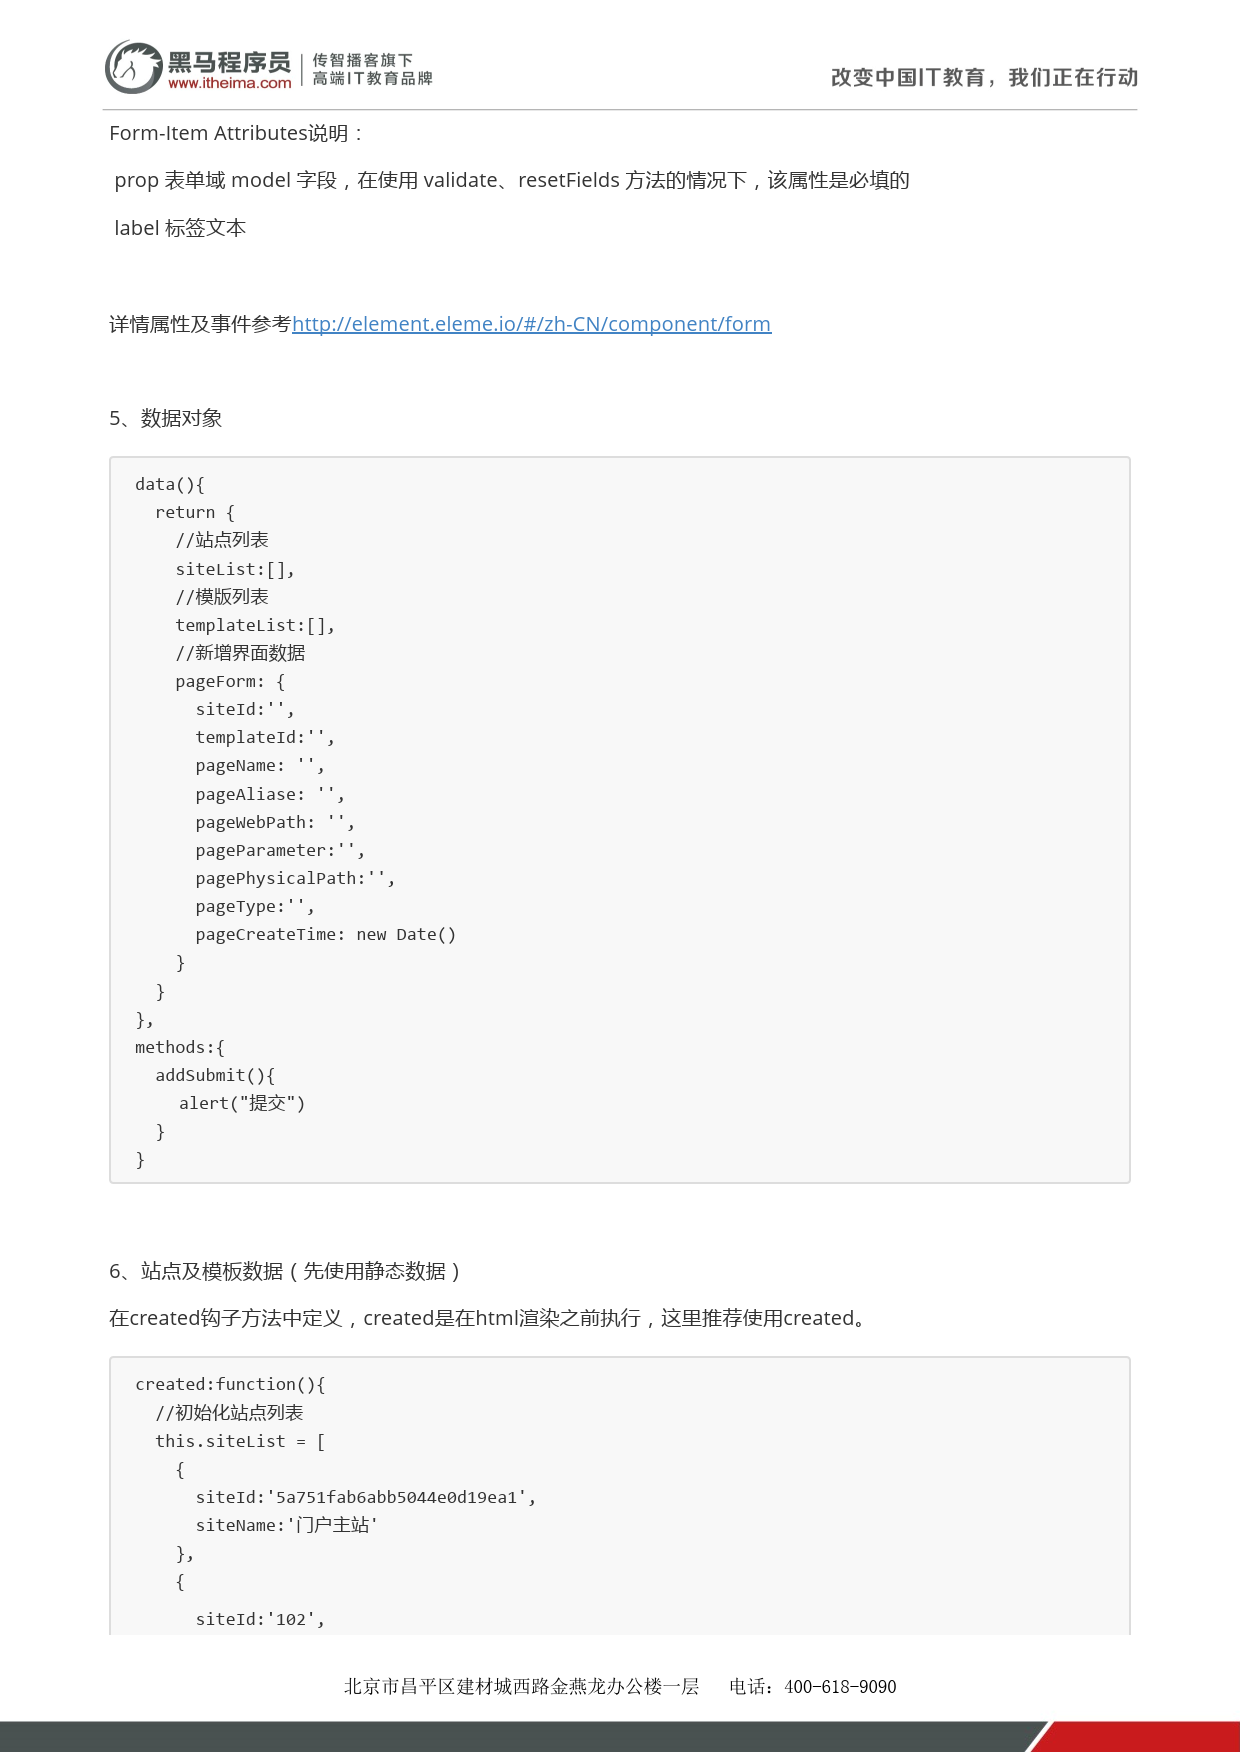 黑马程序员
www.itheima.com
传智播客旗下
高端IT教育品牌
改变中国IT教育，我们正在行动
Form-Item Attributes说明：
prop 表单域 model 字段，在使用 validate、resetFields 方法的情况下，该属性是必填的
label 标签文本
详情属性及事件参考http://element.eleme.io/#/zh-CN/component/form
5、数据对象
data(){
  return {
    //站点列表
    siteList:[],
    //模版列表
    templateList:[],
    //新增界面数据
    pageForm: {
      siteId:'',
      templateId:'',
      pageName: '',
      pageAliase: '',
      pageWebPath: '',
      pageParameter:'',
      pagePhysicalPath:'',
      pageType:'',
      pageCreateTime: new Date()
    }
  }
},
methods:{
  addSubmit(){
    alert("提交")
  }
}
6、站点及模板数据（先使用静态数据）
在created钩子方法中定义，created是在html渲染之前执行，这里推荐使用created。
created:function(){
  //初始化站点列表
  this.siteList = [
    {
      siteId:'5a751fab6abb5044e0d19ea1',
      siteName:'门户主站'
    },
    {
      siteId:'102',
北京市昌平区建材城西路金燕龙办公楼一层 电话：400-618-9090